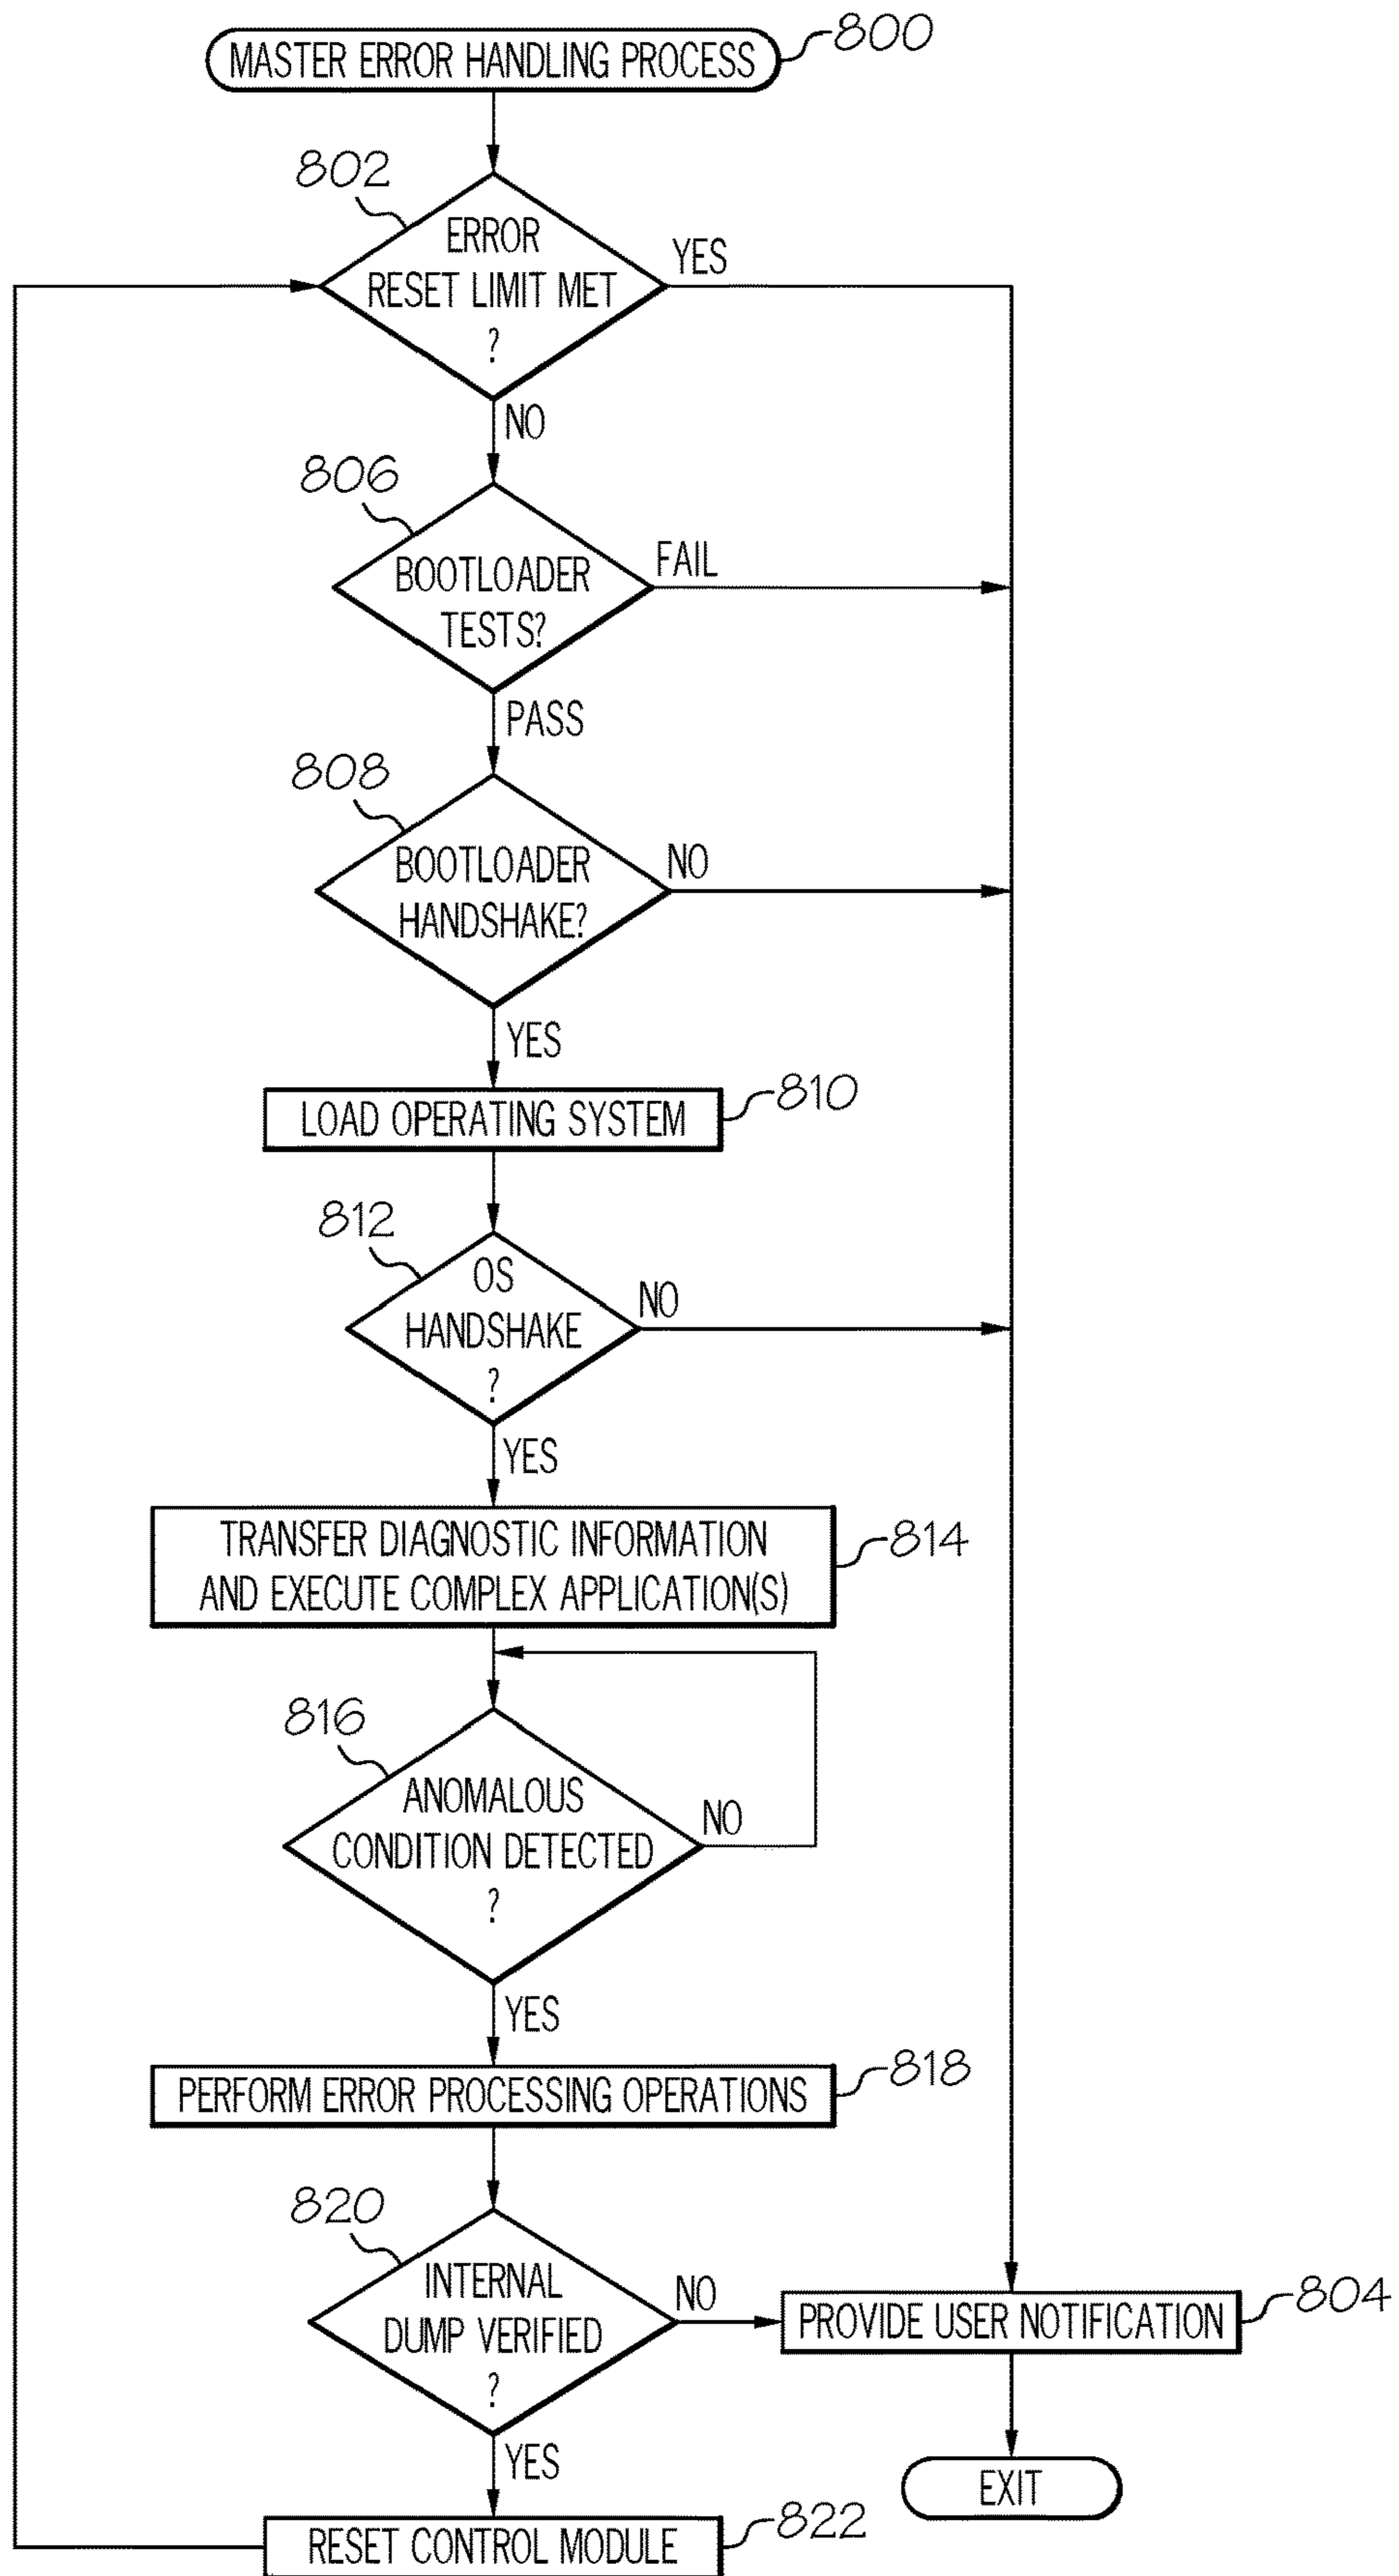 MASTER ERROR HANDLING PROCESS
800
802
ERROR
RESET LIMIT MET
?
YES
NO
806
BOOTLOADER
TESTS?
FAIL
PASS
808
BOOTLOADER
HANDSHAKE?
NO
YES
LOAD OPERATING SYSTEM
810
812
OS
HANDSHAKE
?
NO
YES
TRANSFER DIAGNOSTIC INFORMATION
AND EXECUTE COMPLEX APPLICATION(S)
814
816
ANOMALOUS
CONDITION DETECTED
?
NO
YES
PERFORM ERROR PROCESSING OPERATIONS
818
820
INTERNAL
DUMP VERIFIED
?
NO
PROVIDE USER NOTIFICATION
804
YES
EXIT
RESET CONTROL MODULE
822